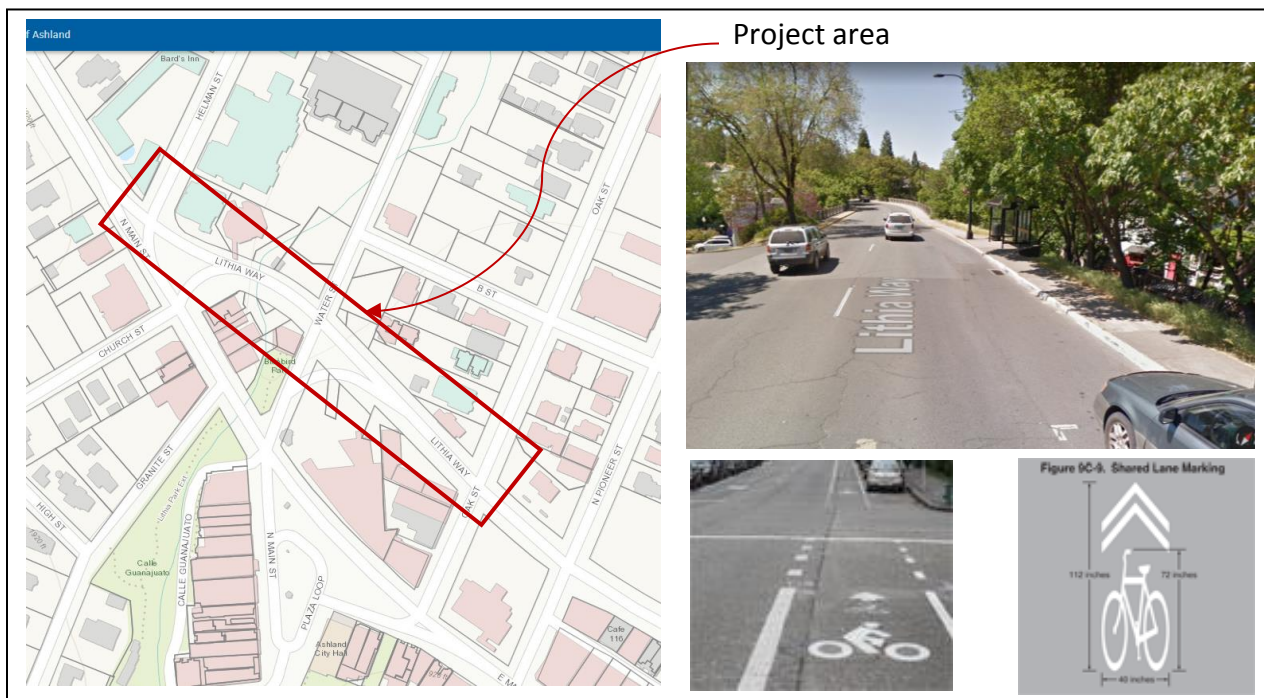 f Ashland
Project area
Bard's Inn
HELMAN ST
N MAIN ST
LITHIA WAY
WATER ST
B ST
OAK ST
CHURCH ST
LITHIA WAY
OAK ST
N PIONEER ST
GRANITE ST
Lithia Park Ext
HIGH ST
1920 ft
Calle
Guanajuato
CALLE GUANAJUATO
N MAIN ST
PLAZA LOOP
Ashland
City Hall
Cafe
116
E M
Lithia Way
Figure 9C-9. Shared Lane Marking
112 inches
72 inches
40 inches